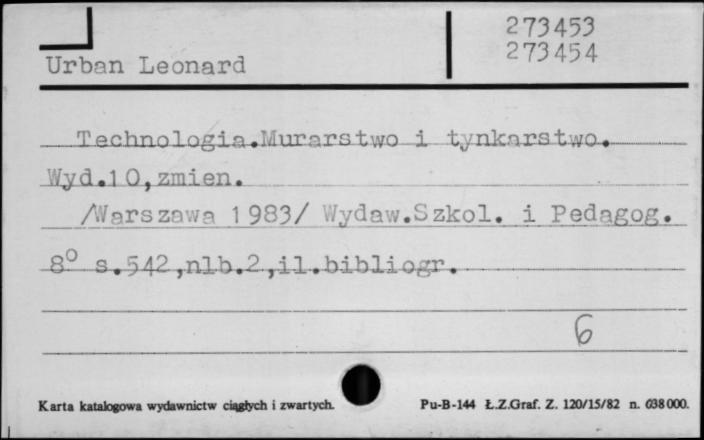 273453
273454
Urban Leonard
Technologia.Murarstwo i tynkarstwo.
Wyd.10,zmien.
/Warszawa 1983/ Wydaw.Szkol. i Pedagog.
8° s.542,nlb.2,il.bibliogr.
6
Karta katalogowa wydawnictw ciągłych i zwartych.
Pu-B-144 Ł.Z.Graf. Z. 120/15/82 n. 638000.